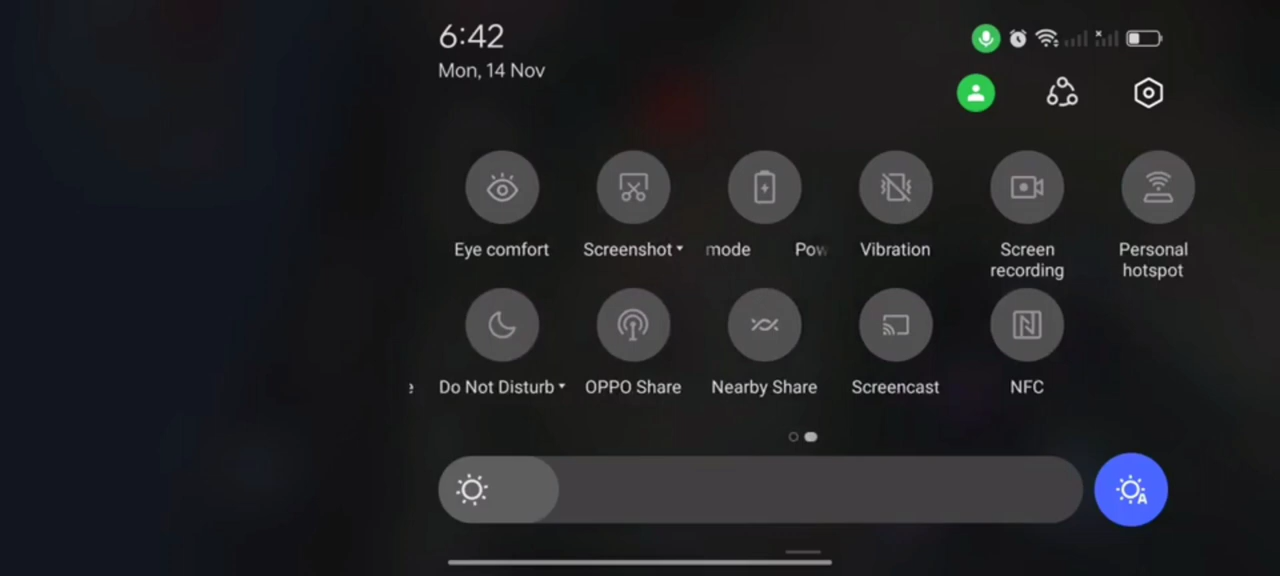 6:42
Mon, 14 Nov
Eye comfort
Screenshot
mode
Vibration
Screen
recording
Personal
hotspot
Do Not Disturb
OPPO Share
Nearby Share
Screencast
NFC
A